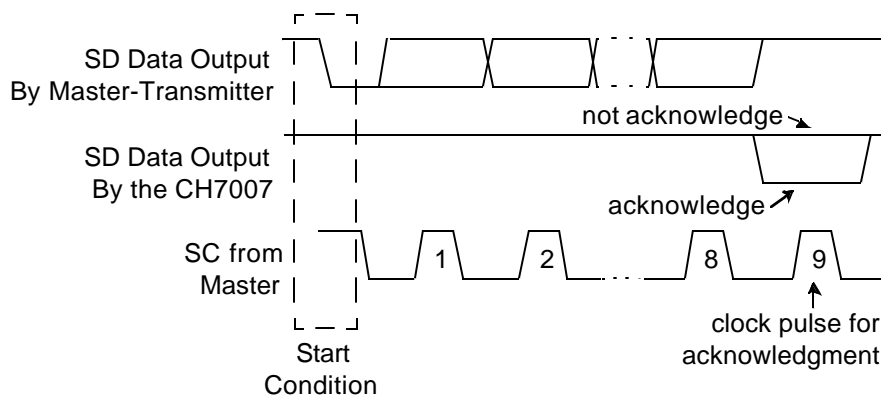 SD Data Output
By Master-Transmitter
not acknowledge
SD Data Output
By the CH7007
acknowledge
SC from
Master
1
2
8
9
clock pulse for
acknowledgment
Start
Condition